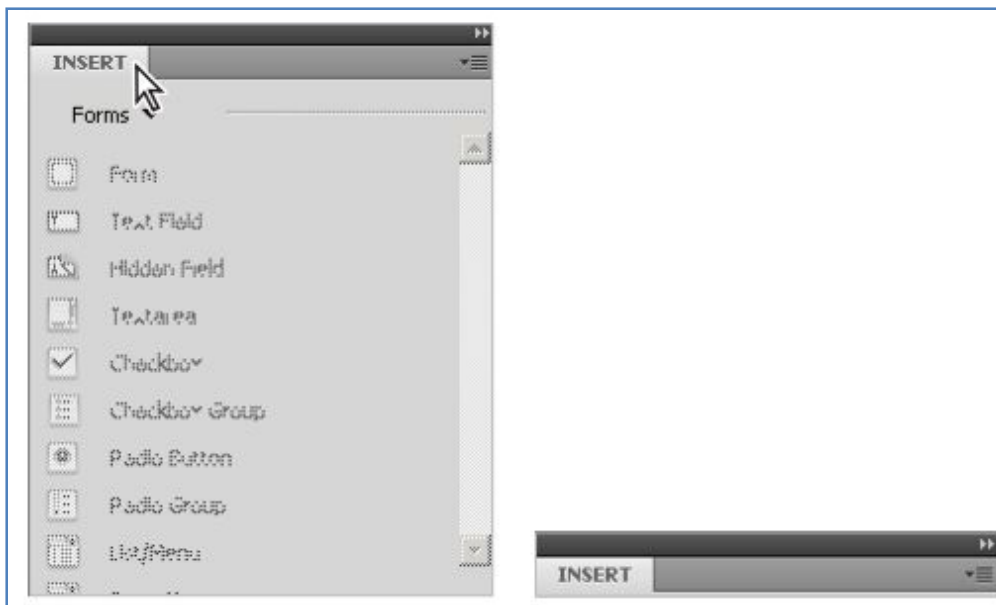 INSERT
Forms
Form
Text Field
Hidden Field
Textarea
Checkbox
Checkbox Group
Radio Button
Radio Group
List/Menu
INSERT